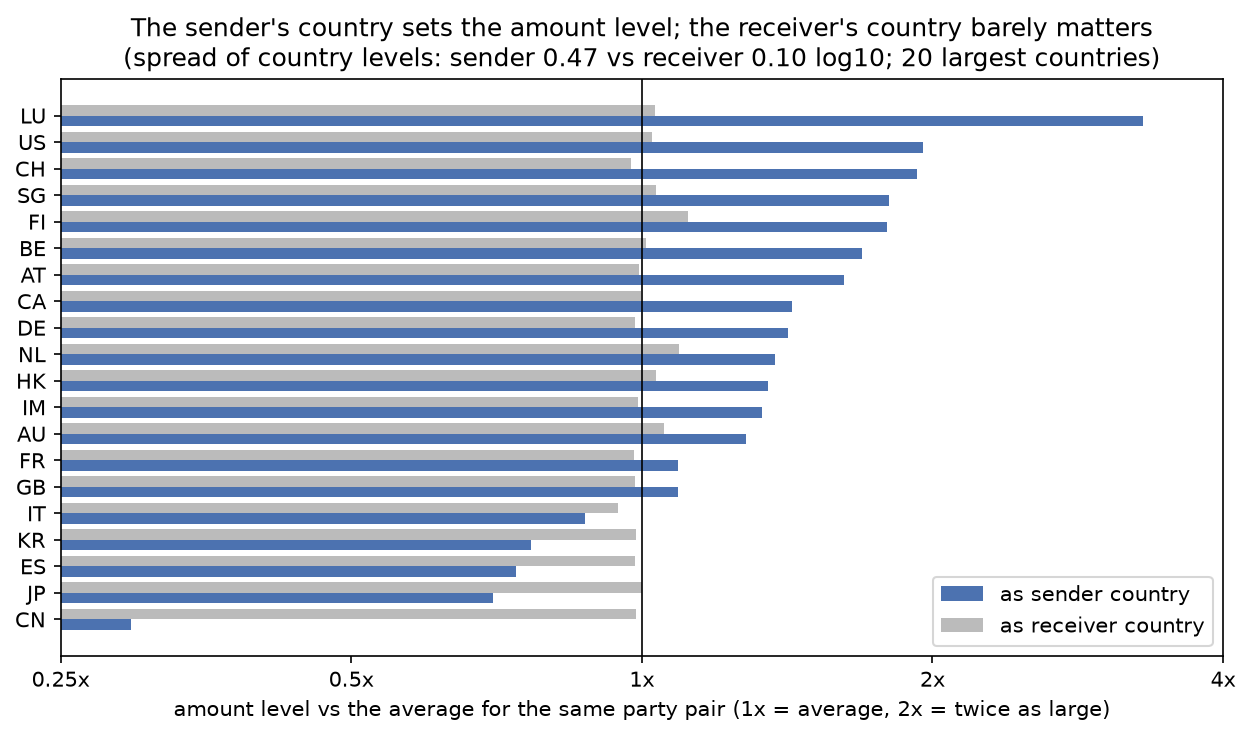 The sender's country sets the amount level; the receiver's country barely matters
(spread of country levels: sender 0.47 vs receiver 0.10 log10; 20 largest countries)
LU
US
CH
SG
FI
BE
AT
CA
DE
NL
HK
IM
AU
FR
GB
IT
KR
ES
JP
CN
as sender country
as receiver country
0.25x 0.5x 1x 2x 4x
amount level vs the average for the same party pair (1x = average, 2x = twice as large)